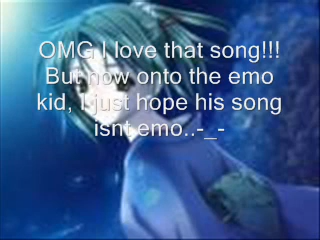 OMG I love that song!!!
But now onto the emo
kid, I just hope his song
isnt emo..-_-